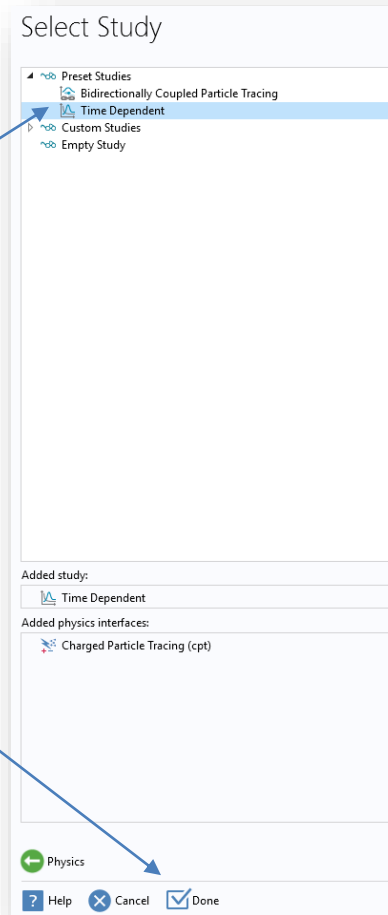 Select Study
Preset Studies
Bidirectionally Coupled Particle Tracing
Time Dependent
Custom Studies
Empty Study
Added study:
Time Dependent
Added physics interfaces:
Charged Particle Tracing (cpt)
Physics
? Help Cancel Done